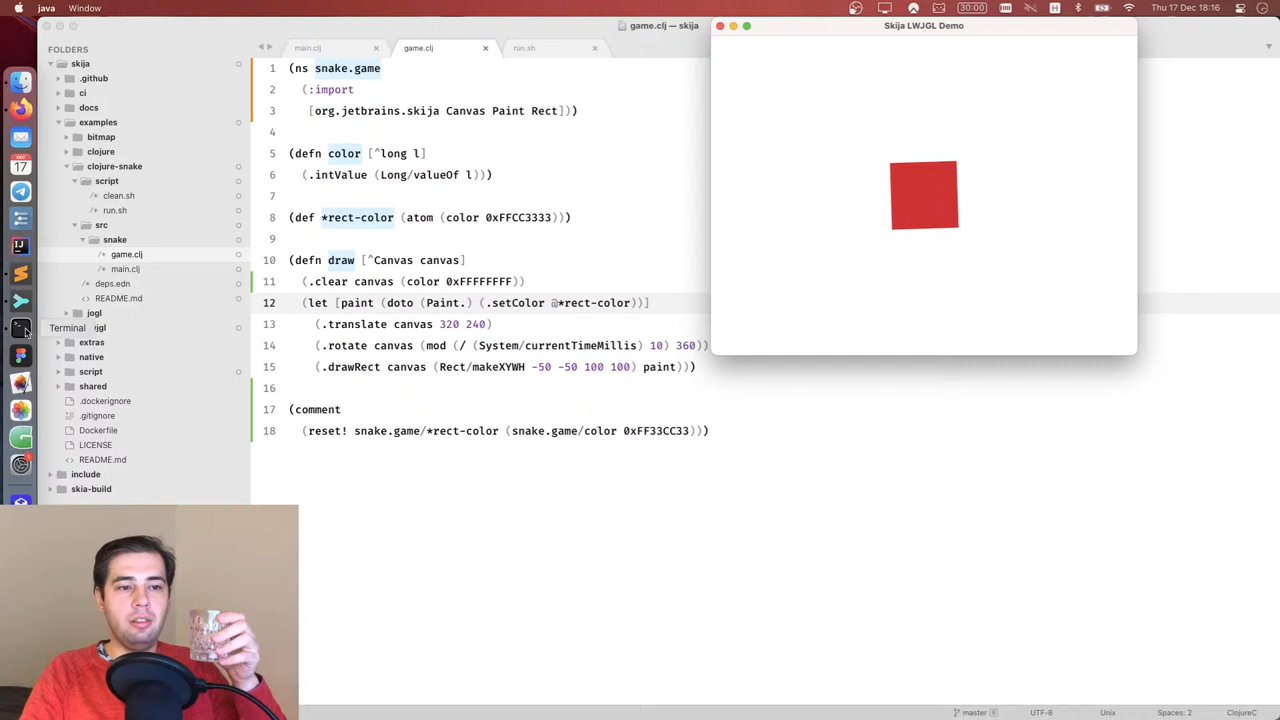 java Window
30:00
Thu 17 Dec 18:16
game.clj — skija
Skija LWJGL Demo
FOLDERS
skija
.github
ci
docs
examples
bitmap
clojure
clojure-snake
script
clean.sh
run.sh
src
snake
game.clj
main.clj
deps.edn
README.md
jogl
jgl
extras
native
script
shared
.dockerignore
.gitignore
Dockerfile
LICENSE
README.md
include
skia-build
DEC
17
Terminal
main.clj
game.clj
run.sh
1 (ns snake.game
2 (:import
3 [org.jetbrains.skija Canvas Paint Rect]))
4
5 (defn color [^long l]
6 (.intValue (Long/valueOf l)))
7
8 (def *rect-color (atom (color 0xFFCC3333)))
9
10 (defn draw [^Canvas canvas]
11 (.clear canvas (color 0xFFFFFFFF))
12 (let [paint (doto (Paint.) (.setColor @*rect-color))]
13 (.translate canvas 320 240)
14 (.rotate canvas (mod (/ (System/currentTimeMillis) 10) 360))
15 (.drawRect canvas (Rect/makeXYWH -50 -50 100 100) paint)))
16
17 (comment
18 (reset! snake.game/*rect-color (snake.game/color 0xFF33CC33)))
master 8
UTF-8
Unix
Spaces: 2
ClojureC